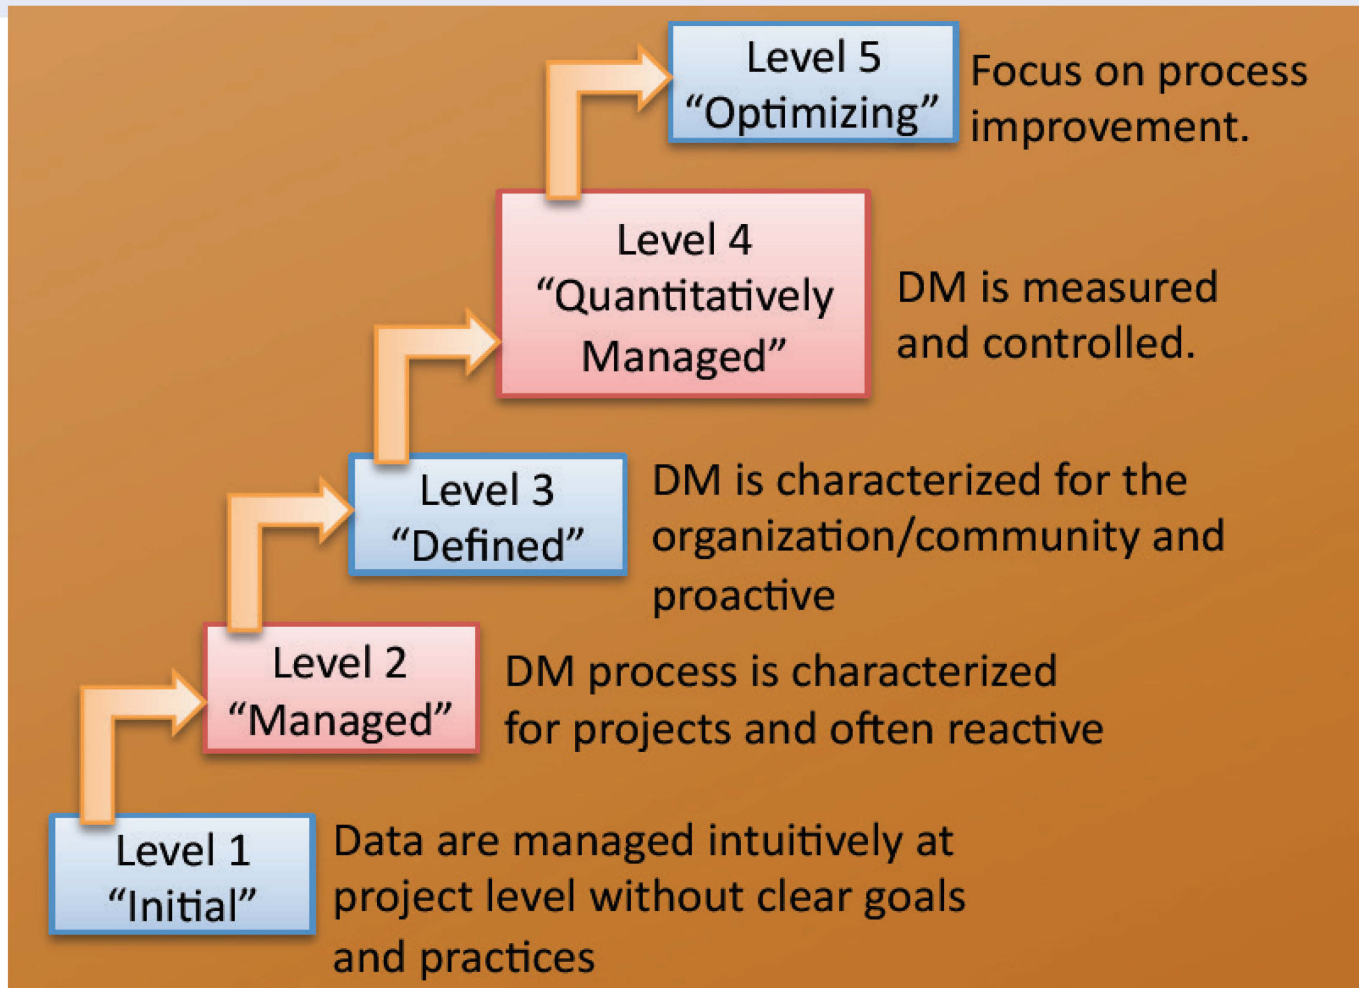 Level 5
“Optimizing”
Focus on process
improvement.
Level 4
“Quantitatively
Managed”
DM is measured
and controlled.
Level 3
“Defined”
DM is characterized for the
organization/community and
proactive
Level 2
“Managed”
DM process is characterized
for projects and often reactive
Level 1
“Initial”
Data are managed intuitively at
project level without clear goals
and practices